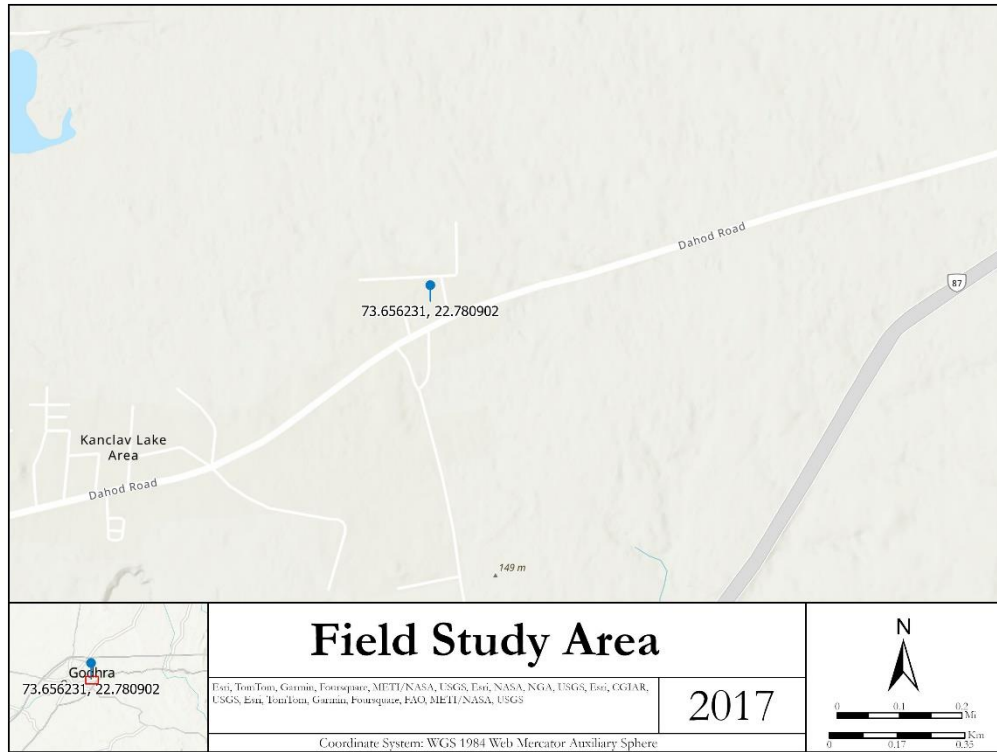 Dahod Road
87
73.656231, 22.780902
Kanclav Lake
Area
Dahod Road
149 m
Godhra
73.656231, 22.780902
Field Study Area
Esri, TomTom, Garmin, Foursquare, METI/NASA, USGS, Esri, NASA, NGA, USGS, Esri, CGIAR,
USGS, Esri, TomTom, Garmin, Foursquare, FAO, METI/NASA, USGS
2017
Coordinate System: WGS 1984 Web Mercator Auxiliary Sphere
N
0 0.1 0.2
Mi
Km
0 0.17 0.35